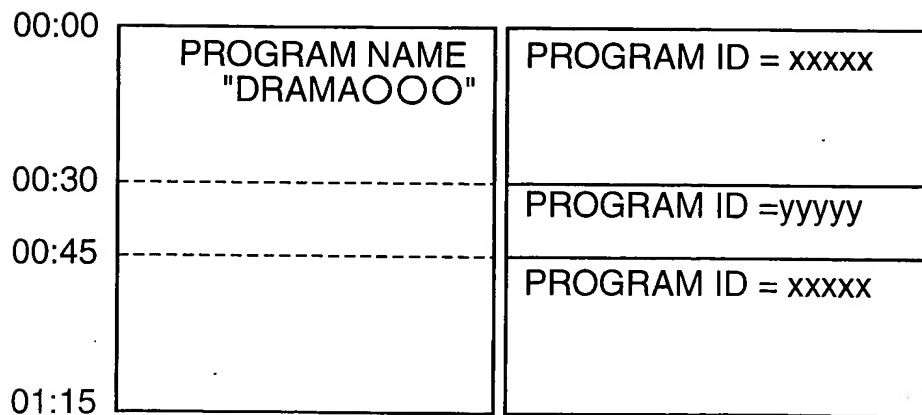 00:00
PROGRAM NAME
"DRAMA○○○"
PROGRAM ID = xxxxx
00:30
PROGRAM ID =yyyyy
00:45
PROGRAM ID = xxxxx
01:15